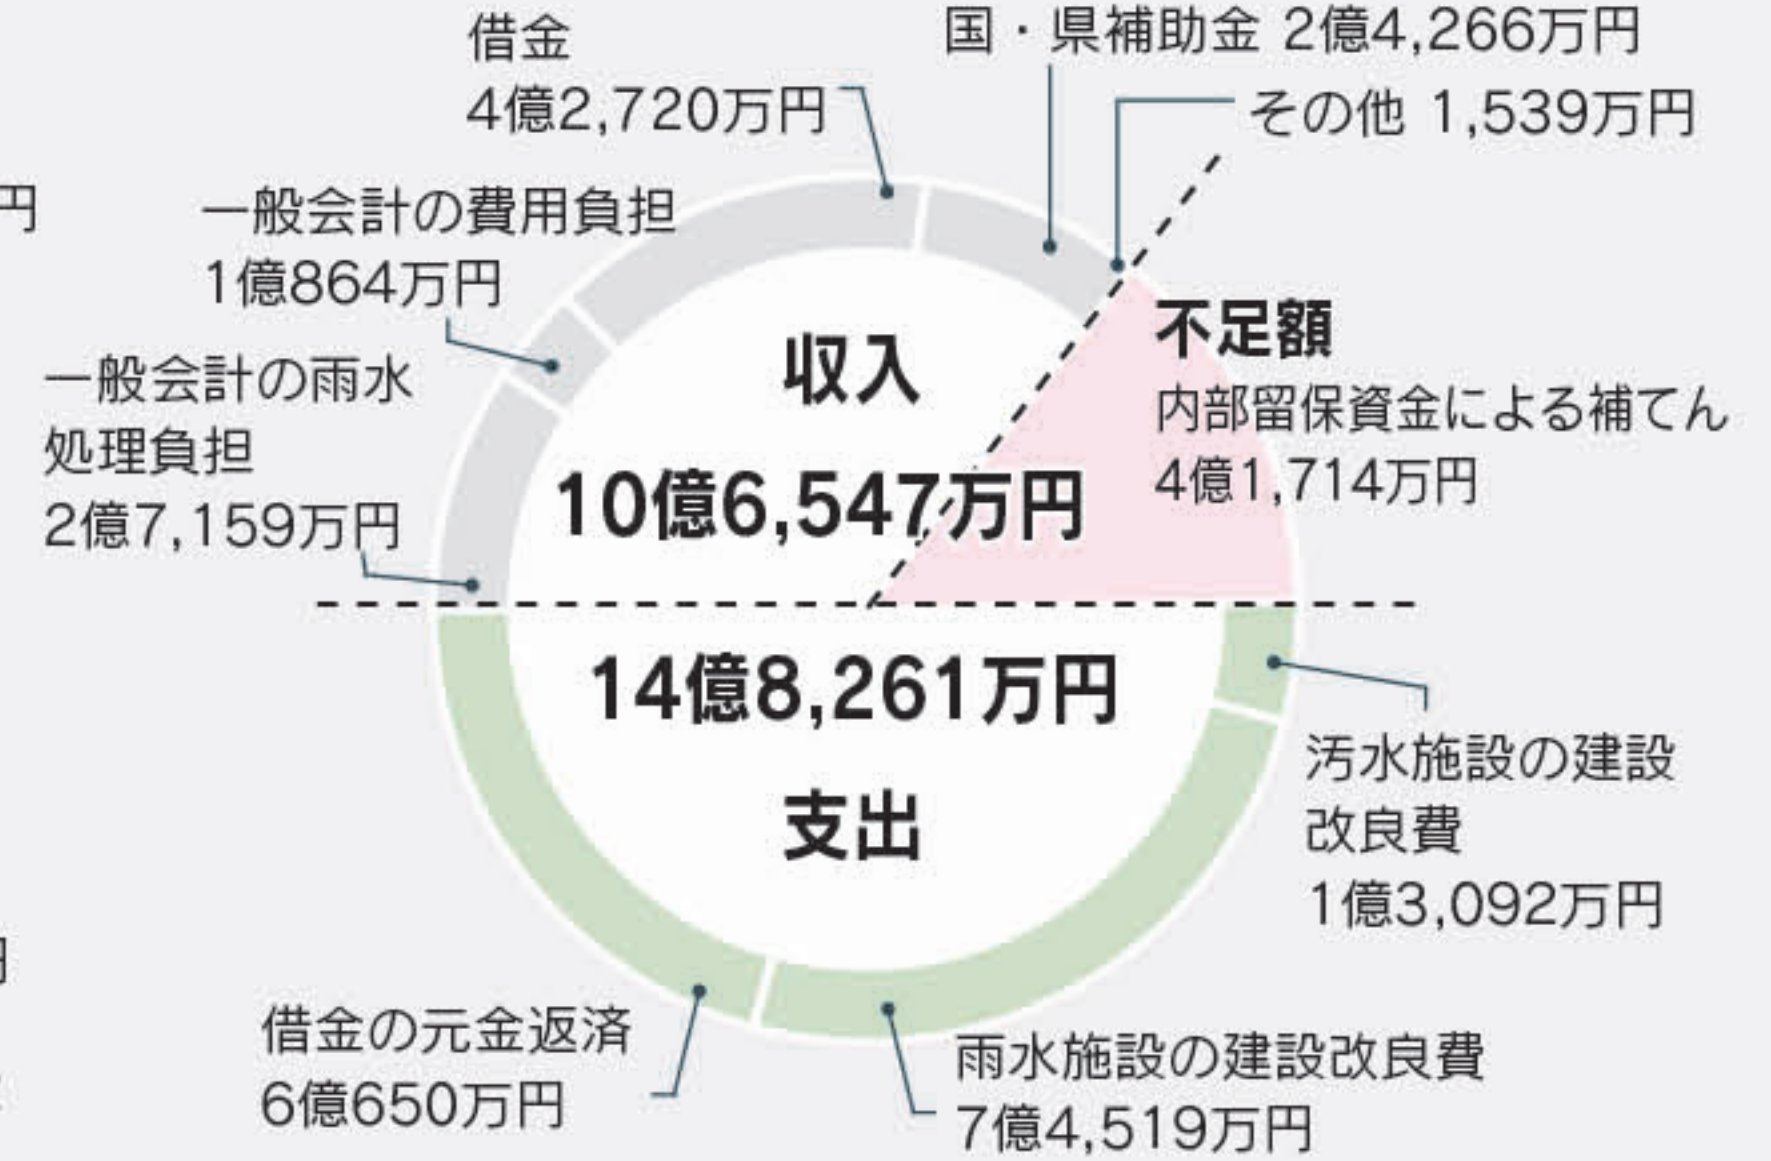 借金
4億2,720万円
国・県補助金 2億4,266万円
その他 1,539万円
円
一般会計の費用負担
1億864万円
一般会計の雨水
処理負担
2億7,159万円
収入
10億6,547万円
不足額
内部留保資金による補てん
4億1,714万円
14億8,261万円
支出
汚水施設の建設
改良費
1億3,092万円
円
借金の元金返済
6億650万円
雨水施設の建設改良費
7億4,519万円